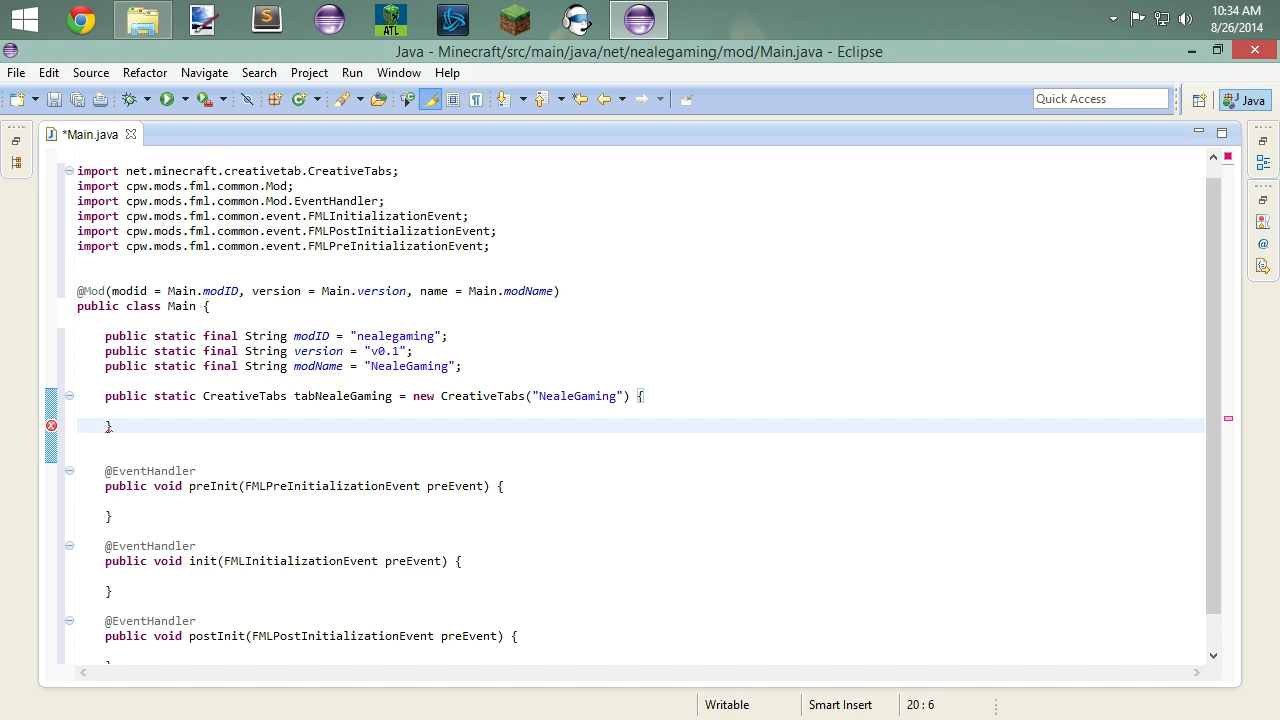 ATL
10:34 AM
8/26/2014
Java - Minecraft/src/main/java/net/nealegaming/mod/Main.java - Eclipse
File Edit Source Refactor Navigate Search Project Run Window Help
Quick Access
Java
*Main.java
import net.minecraft.creativetab.CreativeTabs;
import cpw.mods.fml.common.Mod;
import cpw.mods.fml.common.Mod.EventHandler;
import cpw.mods.fml.common.event.FMLInitializationEvent;
import cpw.mods.fml.common.event.FMLPostInitializationEvent;
import cpw.mods.fml.common.event.FMLPreInitializationEvent;
@Mod(modid = Main.modID, version = Main.version, name = Main.modName)
public class Main {
public static final String modID = "nealegaming";
public static final String version = "v0.1";
public static final String modName = "NealeGaming";
public static CreativeTabs tabNealeGaming = new CreativeTabs("NealeGaming") {
}
@EventHandler
public void preInit(FMLPreInitializationEvent preEvent) {
}
@EventHandler
public void init(FMLInitializationEvent preEvent) {
}
@EventHandler
public void postInit(FMLPostInitializationEvent preEvent) {
Writable Smart Insert 20 : 6